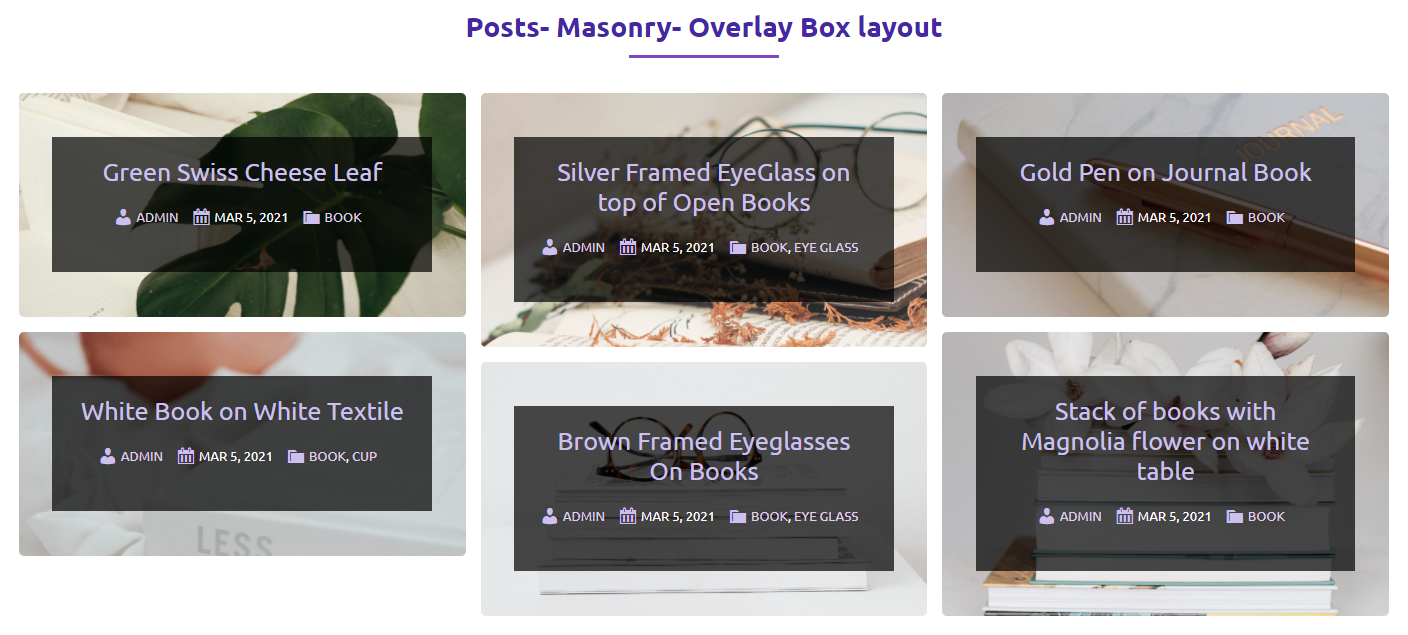 Posts- Masonry- Overlay Box layout
Green Swiss Cheese Leaf
ADMIN MAR 5, 2021 BOOK
Silver Framed EyeGlass on
top of Open Books
ADMIN MAR 5, 2021 BOOK, EYE GLASS
JOURNAL
Gold Pen on Journal Book
ADMIN MAR 5, 2021 BOOK
White Book on White Textile
ADMIN MAR 5, 2021 BOOK, CUP
LESS
Brown Framed Eyeglasses
On Books
ADMIN MAR 5, 2021 BOOK, EYE GLASS
Stack of books with
Magnolia flower on white
table
ADMIN MAR 5, 2021 BOOK